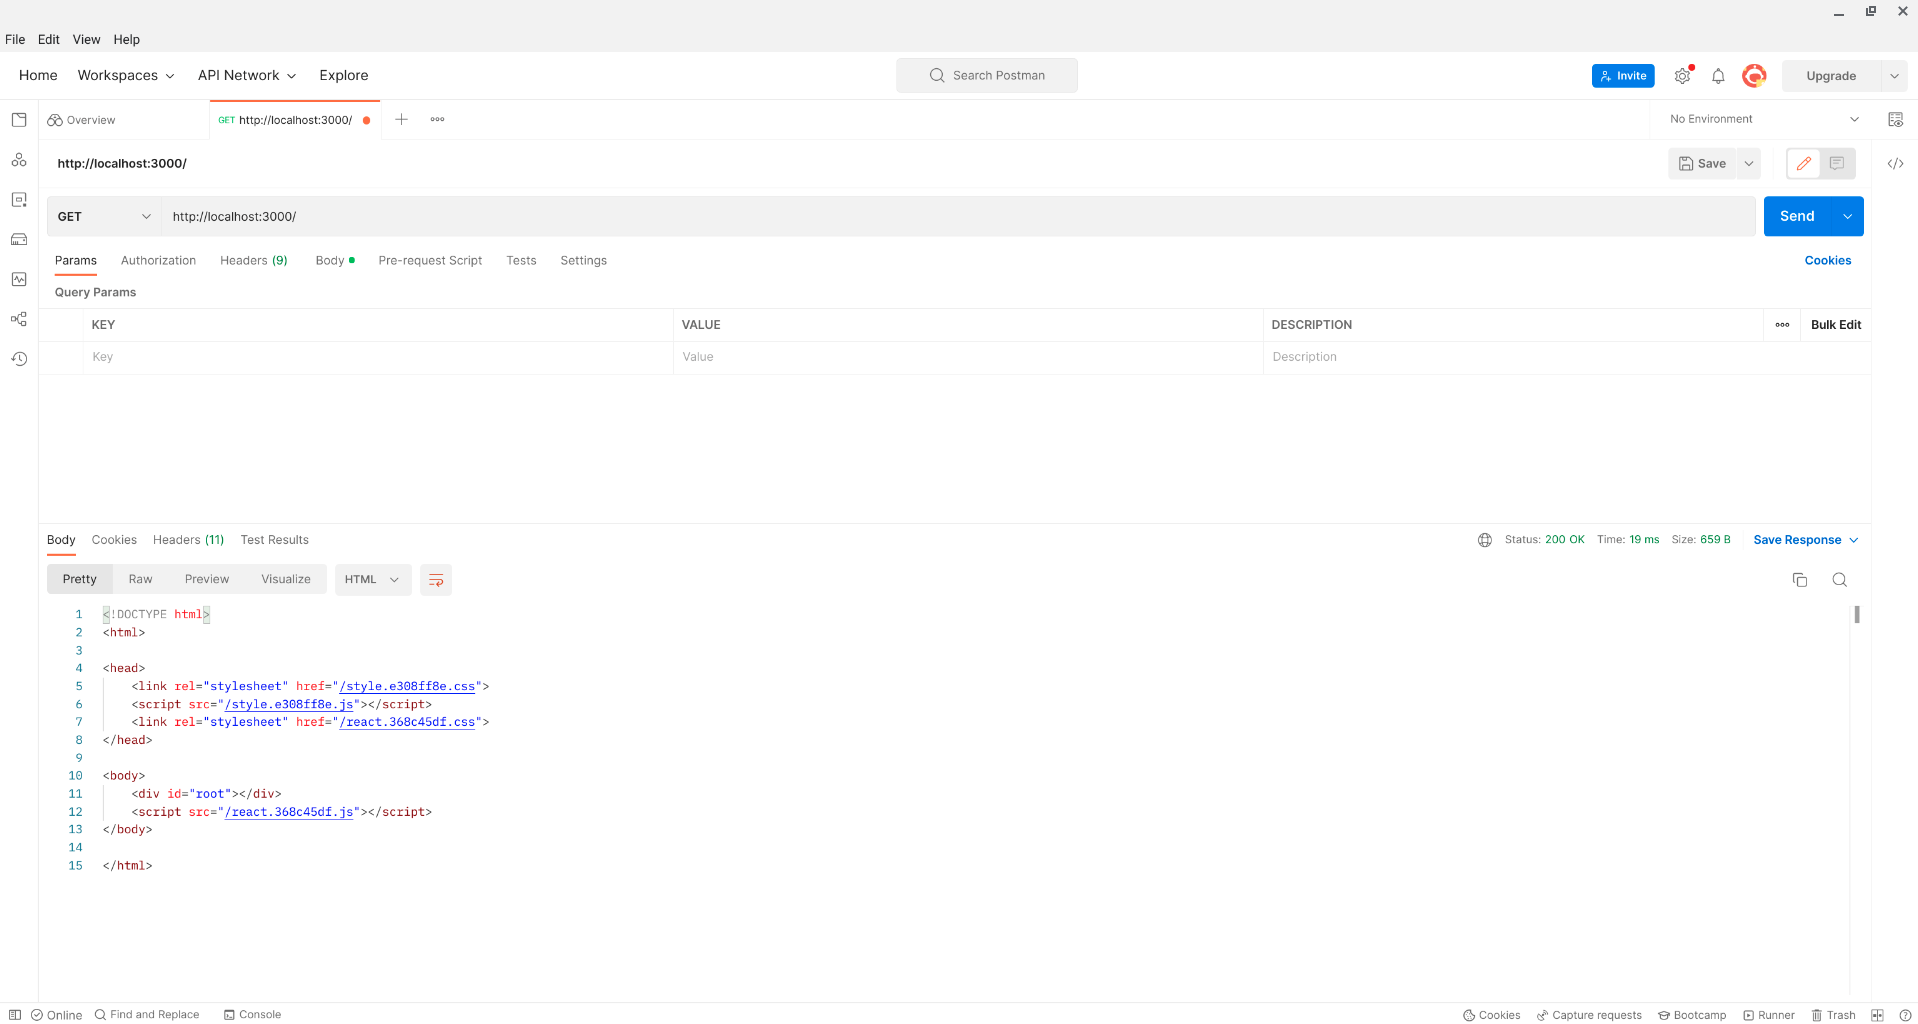 File Edit View Help
Home Workspaces API Network Explore Search Postman Invite Upgrade
Overview GET http://localhost:3000/ No Environment
http://localhost:3000/ Save
GET http://localhost:3000/ Send
Params Authorization Headers (9) Body Pre-request Script Tests Settings Cookies
Query Params
KEY VALUE DESCRIPTION Bulk Edit
Key Value Description
Body Cookies Headers (11) Test Results Status: 200 OK Time: 19 ms Size: 659 B Save Response
Pretty Raw Preview Visualize HTML
1 <!DOCTYPE html>
2 <html>
3
4 <head>
5 <link rel="stylesheet" href="/style.e308ff8e.css">
6 <script src="/style.e308ff8e.js"></script>
7 <link rel="stylesheet" href="/react.368c45df.css">
8 </head>
9
10 <body>
11 <div id="root"></div>
12 <script src="/react.368c45df.js"></script>
13 </body>
14
15 </html>
Online Find and Replace Console Cookies Capture requests Bootcamp Runner Trash